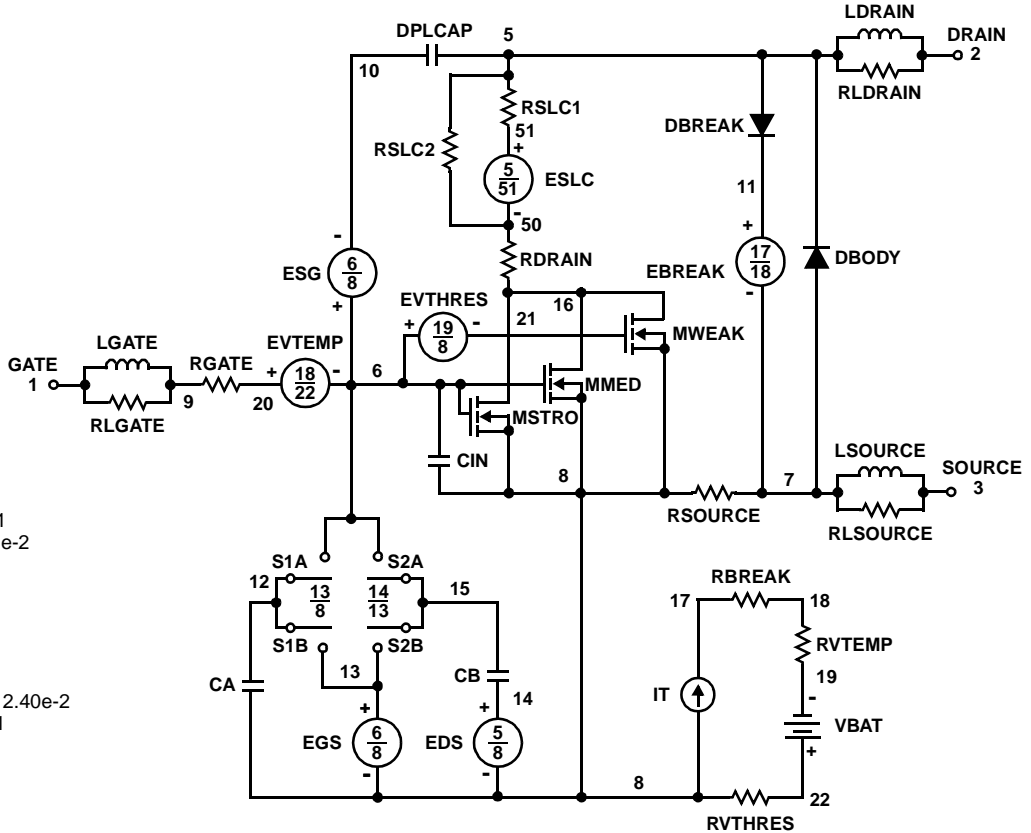 LDRAIN
DPLCAP
5
DRAIN
2
10
RLDRAIN
RSLC1
51
DBREAK
RSLC2
+
5
51
ESLC
-
50
11
-
RDRAIN
+
17
18
EBREAK
-
DBODY
ESG
6
8
+
EVTHRES
16
21
+
19
8
-
MWEAK
LGATE
EVTEMP
GATE
1
RGATE
+
18
22
-
6
MMED
9
20
MSTRO
RLGATE
CIN
8
LSOURCE
7
SOURCE
3
RSOURCE
RLSOURCE
e-2
S1A
S2A
12
13
8
14
13
15
RBREAK
17
18
S1B
S2B
RVTEMP
13
CB
19
CA
14
IT
-
2.40e-2
+
+
VBAT
EGS
6
8
EDS
5
8
+
-
-
8
22
RVTHRES